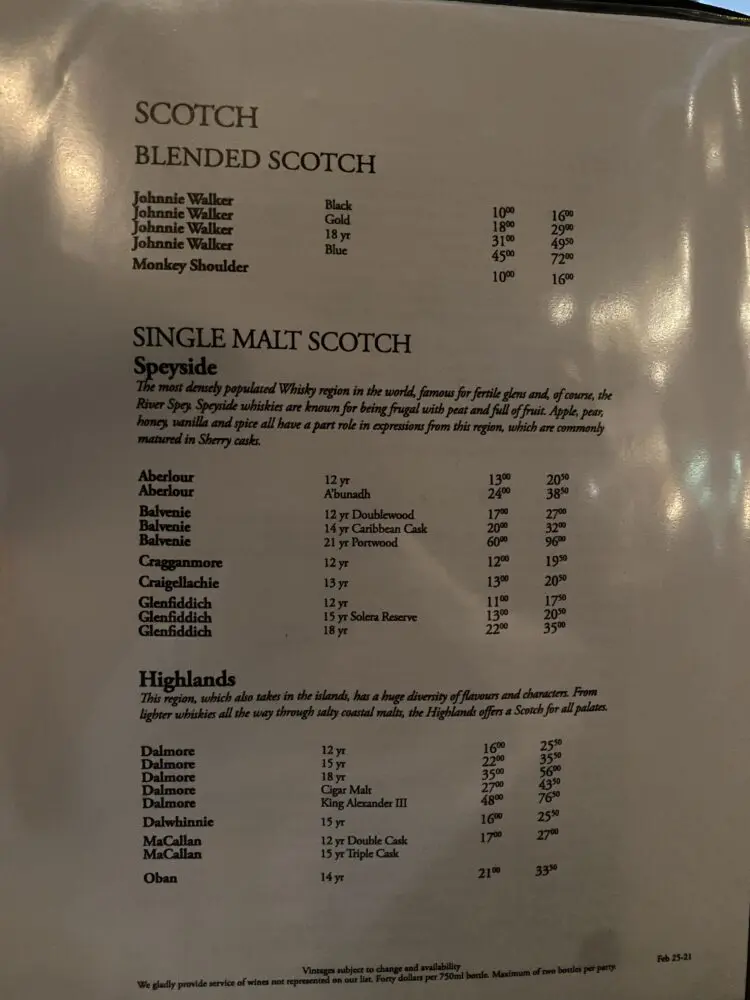 SCOTCH
BLENDED SCOTCH
Johnnie Walker Black 10⁰⁰ 16⁰⁰
Johnnie Walker Gold 18⁰⁰ 29⁰⁰
Johnnie Walker 18 yr 31⁰⁰ 49⁵⁰
Johnnie Walker Blue 45⁰⁰ 72⁰⁰
Monkey Shoulder 10⁰⁰ 16⁰⁰
SINGLE MALT SCOTCH
Speyside
The most densely populated Whisky region in the world, famous for fertile glens and, of course, the
River Spey. Speyside whiskies are known for being frugal with peat and full of fruit. Apple, pear,
honey, vanilla and spice all have a part role in expressions from this region, which are commonly
matured in Sherry casks.
Aberlour 12 yr 13⁰⁰ 20⁵⁰
Aberlour A'bunadh 24⁰⁰ 38⁵⁰
Balvenie 12 yr Doublewood 17⁰⁰ 27⁰⁰
Balvenie 14 yr Caribbean Cask 20⁰⁰ 32⁰⁰
Balvenie 21 yr Portwood 60⁰⁰ 96⁰⁰
Cragganmore 12 yr 12⁰⁰ 19⁵⁰
Craigellachie 13 yr 13⁰⁰ 20⁵⁰
Glenfiddich 12 yr 11⁰⁰ 17⁵⁰
Glenfiddich 15 yr Solera Reserve 13⁰⁰ 20⁵⁰
Glenfiddich 18 yr 22⁰⁰ 35⁰⁰
Highlands
This region, which also takes in the islands, has a huge diversity of flavours and characters. From
lighter whiskies all the way through salty coastal malts, the Highlands offers a Scotch for all palates.
Dalmore 12 yr 16⁰⁰ 25⁵⁰
Dalmore 15 yr 22⁰⁰ 35⁵⁰
Dalmore 18 yr 35⁰⁰ 56⁰⁰
Dalmore Cigar Malt 27⁰⁰ 43⁵⁰
Dalmore King Alexander III 48⁰⁰ 76⁵⁰
Dalwhinnie 15 yr 16⁰⁰ 25⁵⁰
MaCallan 12 yr Double Cask 17⁰⁰ 27⁰⁰
MaCallan 15 yr Triple Cask
Oban 14 yr 21⁰⁰ 33⁵⁰
Vintages subject to change and availability
We gladly provide service of wines not represented on our list. Forty dollars per 750ml bottle. Maximum of two bottles per party.
Feb 25-21